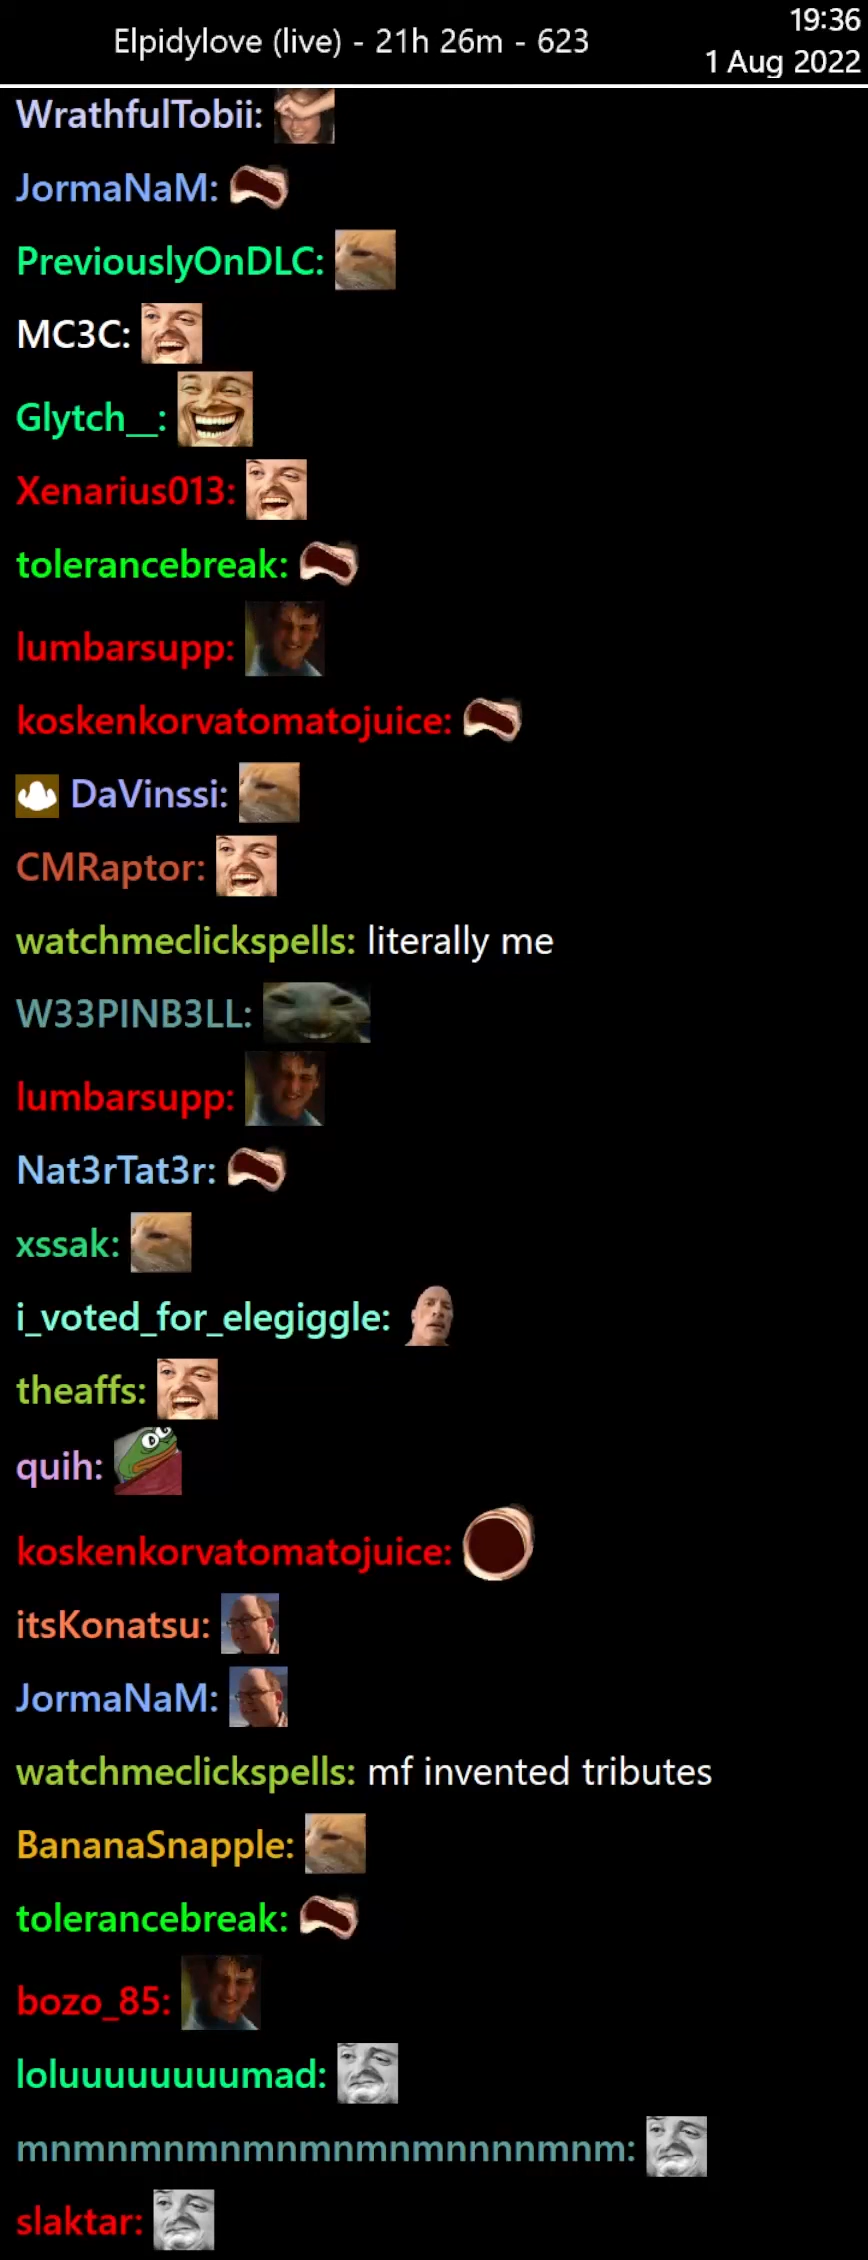 Elpidylove (live) - 21h 26m - 623
19:36
1 Aug 2022
WrathfulTobii:
JormaNaM:
PreviouslyOnDLC:
MC3C:
Glytch__:
Xenarius013:
tolerancebreak:
lumbarsupp:
koskenkorvatomatojuice:
DaVinssi:
CMRaptor:
watchmeclickspells: literally me
W33PINB3LL:
lumbarsupp:
Nat3rTat3r:
xssak:
i_voted_for_elegiggle:
theaffs:
quih:
koskenkorvatomatojuice:
itsKonatsu:
JormaNaM:
watchmeclickspells: mf invented tributes
BananaSnapple:
tolerancebreak:
bozo_85:
loluuuuuuuumad:
mnmnmnmnmnmnmnmnnnnmnm:
slaktar: